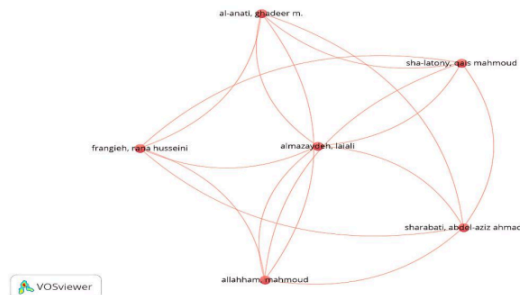 al-anati, ghadeer m.
sha-latony, qais mahmoud
frangieh, rana husseini
almazaydeh, laiali
sharabati, abdel-aziz ahmad
allahham, mahmoud
VOSviewer